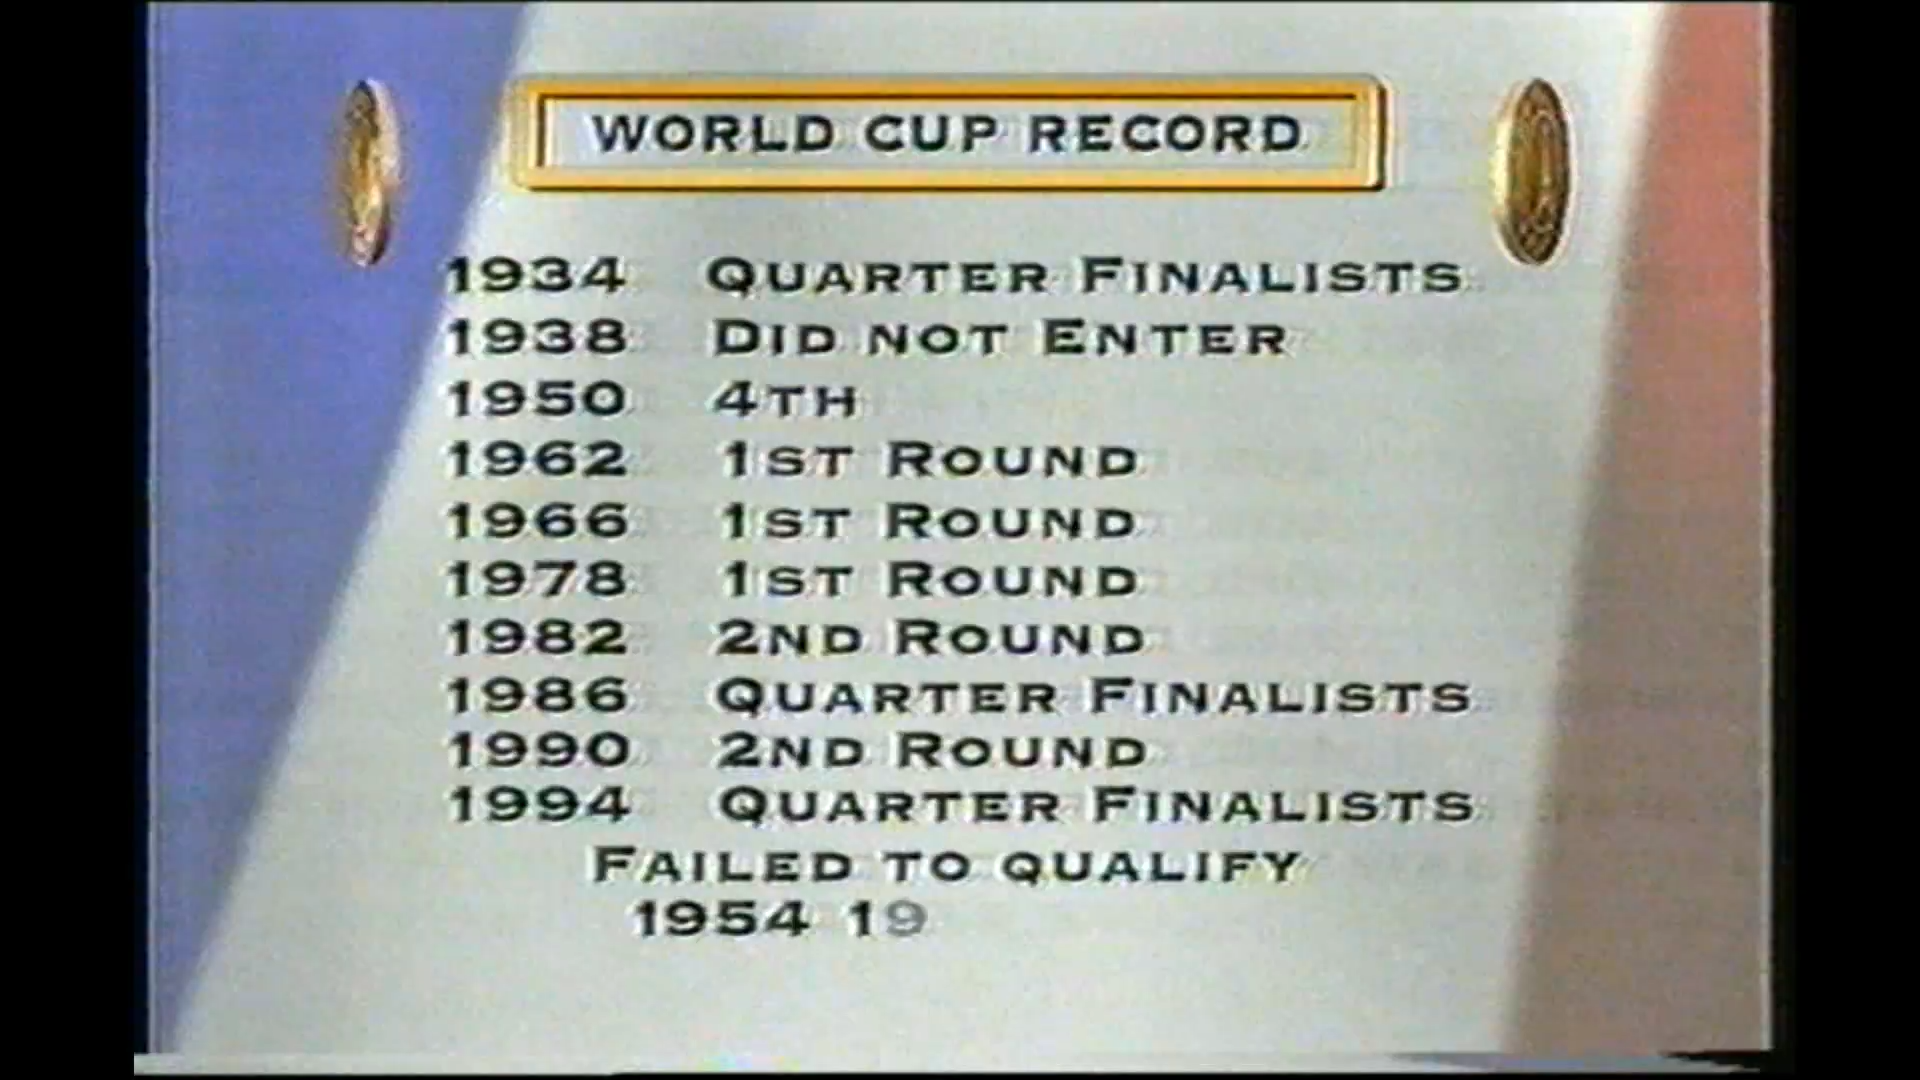 WORLD CUP RECORD
1934 QUARTER FINALISTS
1938 DID NOT ENTER
1950 4TH
1962 1ST ROUND
1966 1ST ROUND
1978 1ST ROUND
1982 2ND ROUND
1986 QUARTER FINALISTS
1990 2ND ROUND
1994 QUARTER FINALISTS
FAILED TO QUALIFY
1954 19